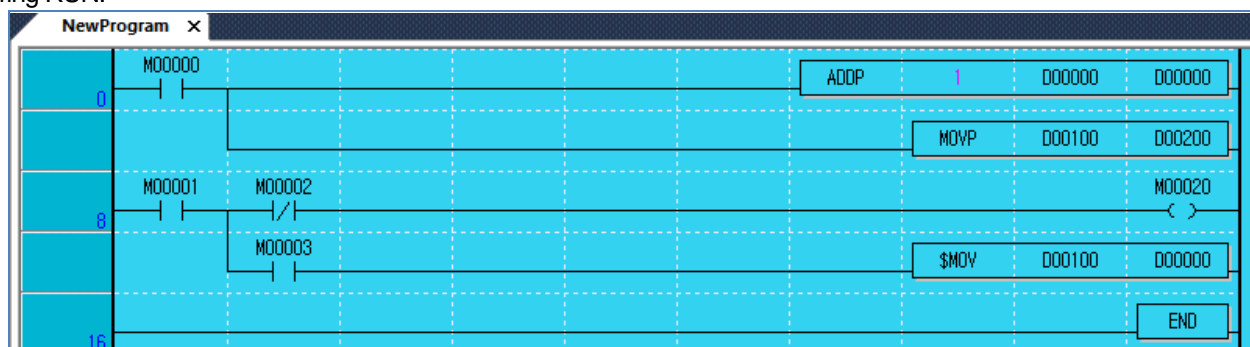 NewProgram X
M00000
0 ADDP 1 D00000 D00000
MOVP D00100 D00200
M00001 M00002 M00020
8
M00003
$MOV D00100 D00000
END
16